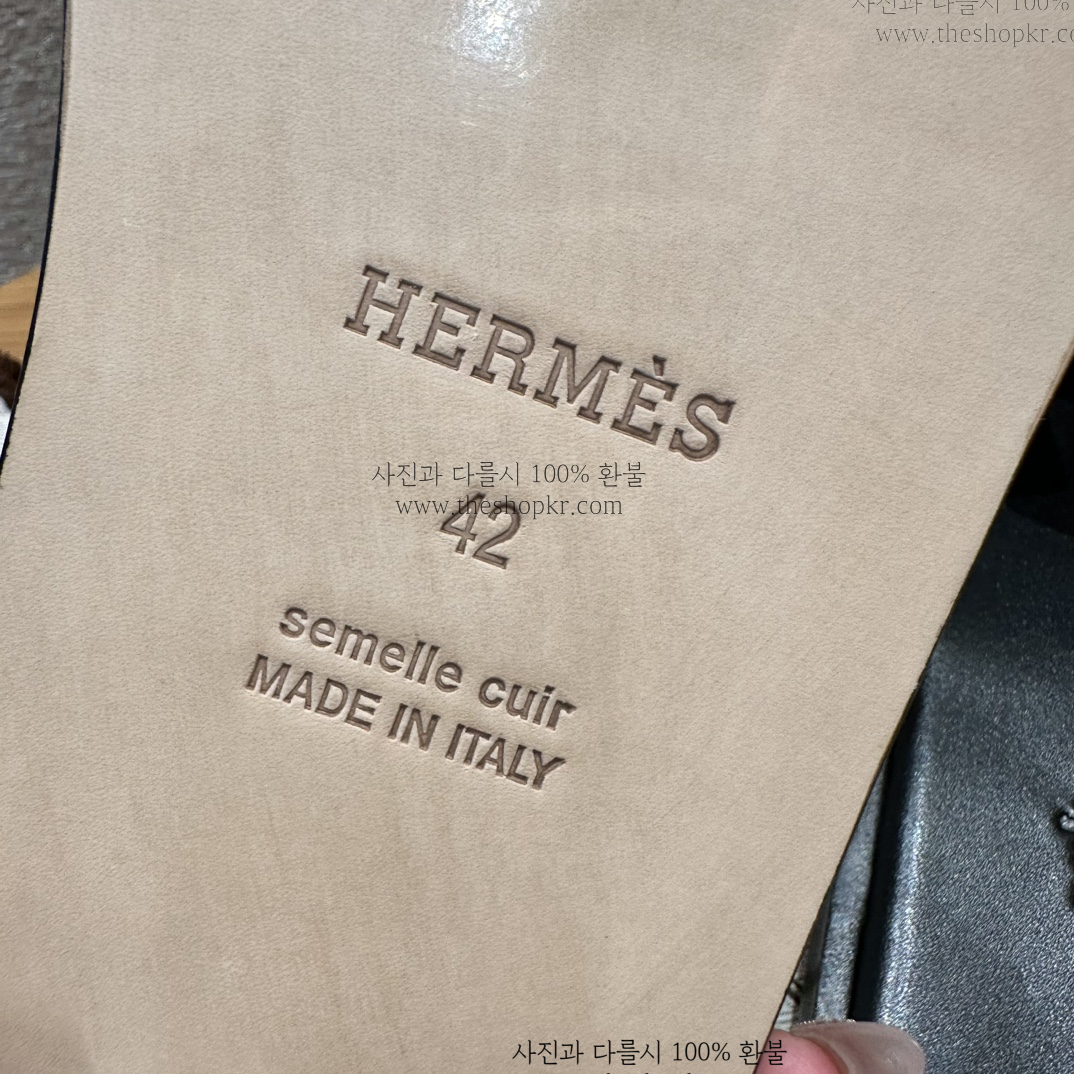 사진과 다를시 100%
www.theshopkr.co
HERMÈS
사진과 다를시 100% 환불
www.theshopkr.com
42
semelle cuir
MADE IN ITALY
사진과 다를시 100% 환불